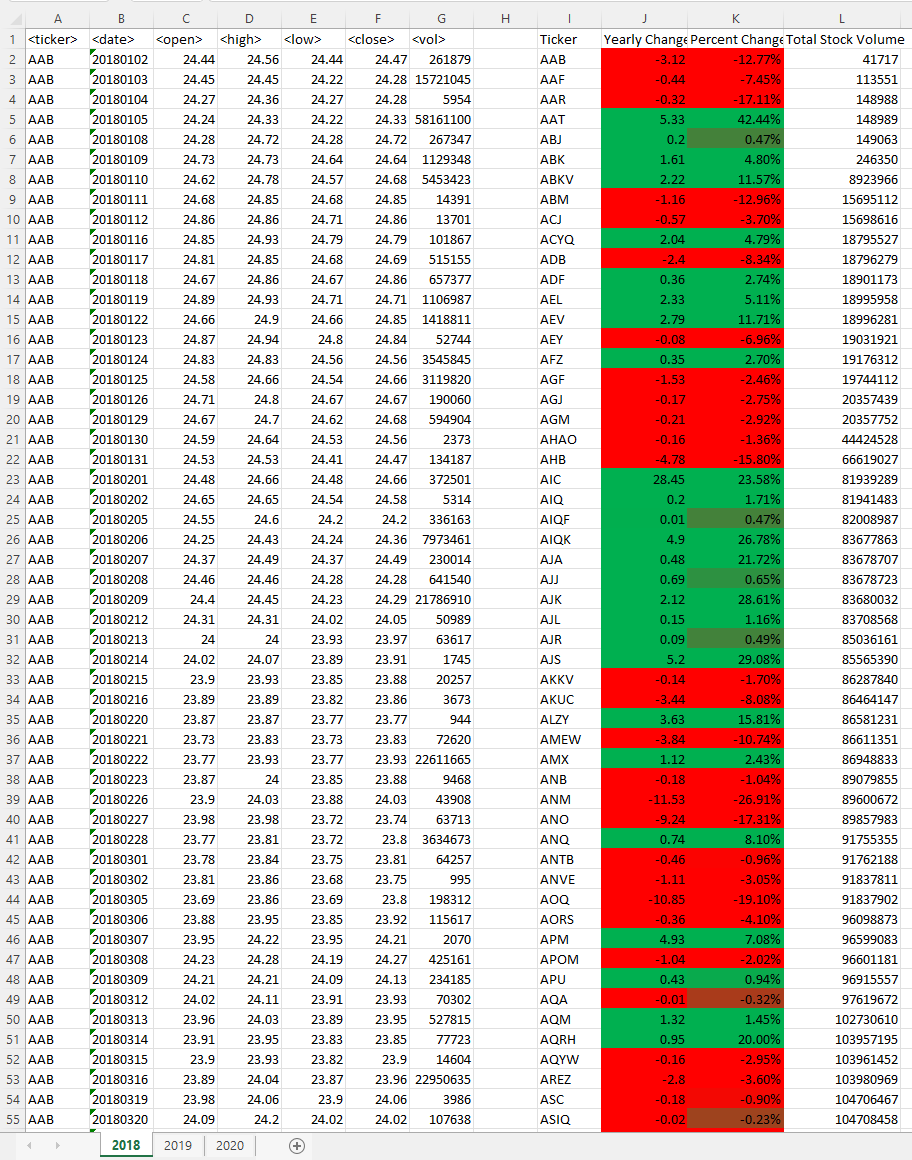 A B C D E F G H I J K L
1 <ticker> <date> <open> <high> <low> <close> <vol> Ticker Yearly Change Percent Change Total Stock Volume
2 AAB 20180102 24.44 24.56 24.44 24.47 261879 AAB -3.12 -12.77% 41717
3 AAB 20180103 24.45 24.45 24.22 24.28 15721045 AAF -0.44 -7.45% 113551
4 AAB 20180104 24.27 24.36 24.27 24.28 5954 AAR -0.32 -17.11% 148988
5 AAB 20180105 24.24 24.33 24.22 24.33 58161100 AAT 5.33 42.44% 148989
6 AAB 20180108 24.28 24.72 24.28 24.72 267347 ABJ 0.2 0.47% 149063
7 AAB 20180109 24.73 24.73 24.64 24.64 1129348 ABK 1.61 4.80% 246350
8 AAB 20180110 24.62 24.78 24.57 24.68 5453423 ABKV 2.22 11.57% 8923966
9 AAB 20180111 24.68 24.85 24.68 24.85 14391 ABM -1.16 -12.96% 15695112
10 AAB 20180112 24.86 24.86 24.71 24.86 13701 ACJ -0.57 -3.70% 15698616
11 AAB 20180116 24.85 24.93 24.79 24.79 101867 ACYQ 2.04 4.79% 18795527
12 AAB 20180117 24.81 24.85 24.68 24.69 515155 ADB -2.4 -8.34% 18796279
13 AAB 20180118 24.67 24.86 24.67 24.86 657377 ADF 0.36 2.74% 18901173
14 AAB 20180119 24.89 24.93 24.71 24.71 1106987 AEL 2.33 5.11% 18995958
15 AAB 20180122 24.66 24.9 24.66 24.85 1418811 AEV 2.79 11.71% 18996281
16 AAB 20180123 24.87 24.94 24.8 24.84 52744 AEY -0.08 -6.96% 19031921
17 AAB 20180124 24.83 24.83 24.56 24.56 3545845 AFZ 0.35 2.70% 19176312
18 AAB 20180125 24.58 24.66 24.54 24.66 3119820 AGF -1.53 -2.46% 19744112
19 AAB 20180126 24.71 24.8 24.67 24.67 190060 AGJ -0.17 -2.75% 20357439
20 AAB 20180129 24.67 24.7 24.62 24.68 594904 AGM -0.21 -2.92% 20357752
21 AAB 20180130 24.59 24.64 24.53 24.56 2373 AHAO -0.16 -1.36% 44424528
22 AAB 20180131 24.53 24.53 24.41 24.47 134187 AHB -4.78 -15.80% 66619027
23 AAB 20180201 24.48 24.66 24.48 24.66 372501 AIC 28.45 23.58% 81939289
24 AAB 20180202 24.65 24.65 24.54 24.58 5314 AIQ 0.2 1.71% 81941483
25 AAB 20180205 24.55 24.6 24.2 24.2 336163 AIQF 0.01 0.47% 82008987
26 AAB 20180206 24.25 24.43 24.24 24.36 7973461 AIQK 4.9 26.78% 83677863
27 AAB 20180207 24.37 24.49 24.37 24.49 230014 AJA 0.48 21.72% 83678707
28 AAB 20180208 24.46 24.46 24.28 24.28 641540 AJJ 0.69 0.65% 83678723
29 AAB 20180209 24.4 24.45 24.23 24.29 21786910 AJK 2.12 28.61% 83680032
30 AAB 20180212 24.31 24.31 24.02 24.05 50989 AJL 0.15 1.16% 83708568
31 AAB 20180213 24 24 23.93 23.97 63617 AJR 0.09 0.49% 85036161
32 AAB 20180214 24.02 24.07 23.89 23.91 1745 AJS 5.2 29.08% 85565390
33 AAB 20180215 23.9 23.93 23.85 23.88 20257 AKKV -0.14 -1.70% 86287840
34 AAB 20180216 23.89 23.89 23.82 23.86 3673 AKUC -3.44 -8.08% 86464147
35 AAB 20180220 23.87 23.87 23.77 23.77 944 ALZY 3.63 15.81% 86581231
36 AAB 20180221 23.73 23.83 23.73 23.83 72620 AMEW -3.84 -10.74% 86611351
37 AAB 20180222 23.77 23.93 23.77 23.93 22611665 AMX 1.12 2.43% 86948833
38 AAB 20180223 23.87 24 23.85 23.88 9468 ANB -0.18 -1.04% 89079855
39 AAB 20180226 23.9 24.03 23.88 24.03 43908 ANM -11.53 -26.91% 89600672
40 AAB 20180227 23.98 23.98 23.72 23.74 63713 ANO -9.24 -17.31% 89857983
41 AAB 20180228 23.77 23.81 23.72 23.8 3634673 ANQ 0.74 8.10% 91755355
42 AAB 20180301 23.78 23.84 23.75 23.81 64257 ANTB -0.46 -0.96% 91762188
43 AAB 20180302 23.81 23.86 23.68 23.75 995 ANVE -1.11 -3.05% 91837811
44 AAB 20180305 23.69 23.86 23.69 23.8 198312 AOQ -10.85 -19.10% 91837902
45 AAB 20180306 23.88 23.95 23.85 23.92 115617 AORS -0.36 -4.10% 96098873
46 AAB 20180307 23.95 24.22 23.95 24.21 2070 APM 4.93 7.08% 96599083
47 AAB 20180308 24.23 24.28 24.19 24.27 425161 APOM -1.04 -2.02% 96601181
48 AAB 20180309 24.21 24.21 24.09 24.13 234185 APU 0.43 0.94% 96915557
49 AAB 20180312 24.02 24.11 23.91 23.93 70302 AQA -0.01 -0.32% 97619672
50 AAB 20180313 23.96 24.03 23.89 23.95 527815 AQM 1.32 1.45% 102730610
51 AAB 20180314 23.91 23.95 23.83 23.85 77723 AQRH 0.95 20.00% 103957195
52 AAB 20180315 23.9 23.93 23.82 23.9 14604 AQYW -0.16 -2.95% 103961452
53 AAB 20180316 23.89 24.04 23.87 23.96 22950635 AREZ -2.8 -3.60% 103980969
54 AAB 20180319 23.98 24.06 23.9 24.06 3986 ASC -0.18 -0.90% 104706467
55 AAB 20180320 24.09 24.2 24.02 24.02 107638 ASIQ -0.02 -0.23% 104708458
2018 2019 2020